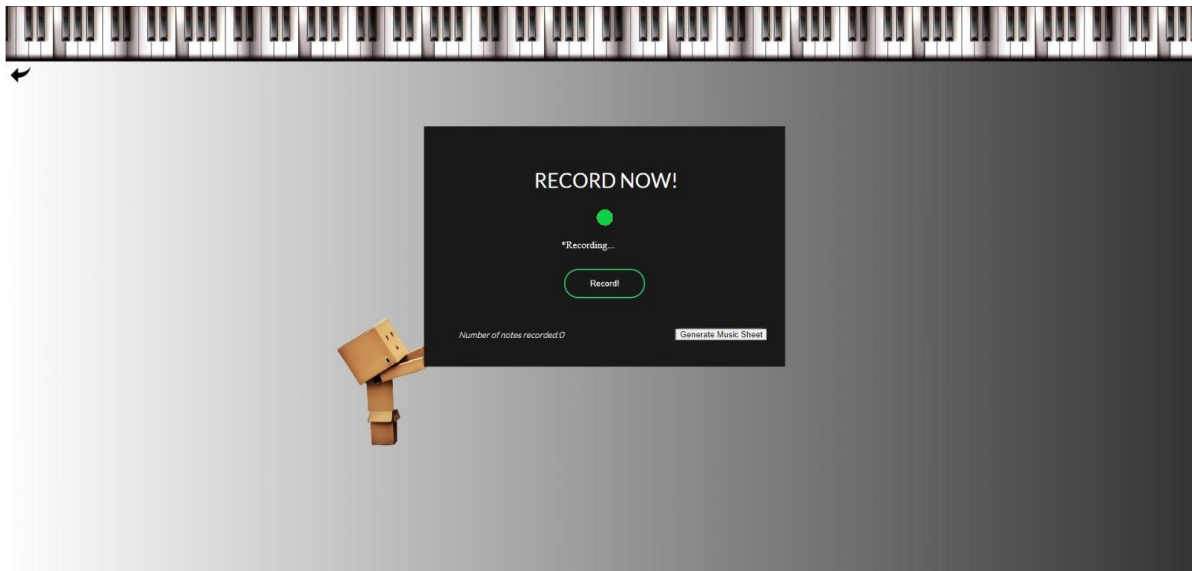 RECORD NOW!
*Recording...
Record!
Number of notes recorded:0
Generate Music Sheet